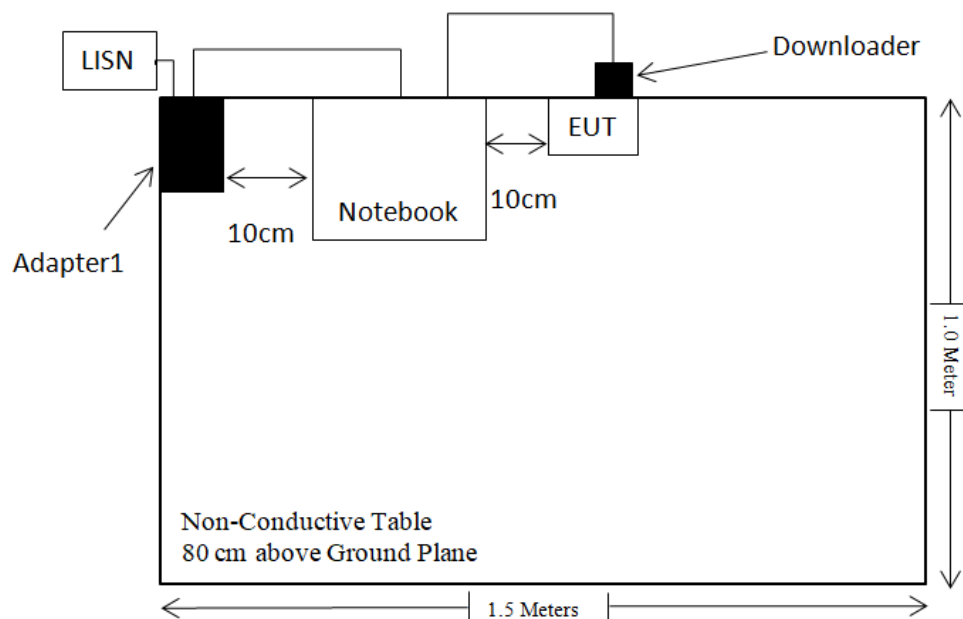 LISN
Downloader
EUT
10cm
Notebook
10cm
Adapter1
1.0 Meter
Non-Conductive Table
80 cm above Ground Plane
1.5 Meters